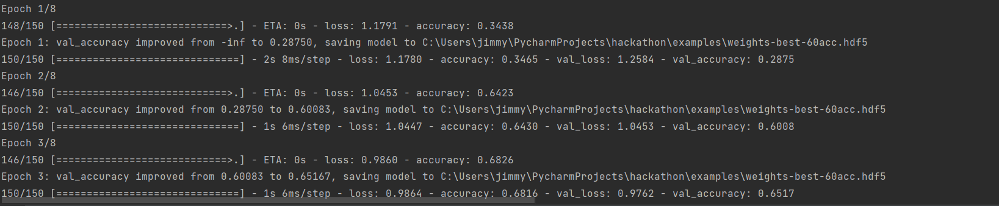 Epoch 1/8
148/150 [============================>.] - ETA: 0s - loss: 1.1791 - accuracy: 0.3438
Epoch 1: val_accuracy improved from -inf to 0.28750, saving model to C:\Users\jimmy\PycharmProjects\hackathon\examples\weights-best-60acc.hdf5
150/150 [==============================] - 2s 8ms/step - loss: 1.1780 - accuracy: 0.3465 - val_loss: 1.2584 - val_accuracy: 0.2875
Epoch 2/8
146/150 [============================>.] - ETA: 0s - loss: 1.0453 - accuracy: 0.6423
Epoch 2: val_accuracy improved from 0.28750 to 0.60083, saving model to C:\Users\jimmy\PycharmProjects\hackathon\examples\weights-best-60acc.hdf5
150/150 [==============================] - 1s 6ms/step - loss: 1.0447 - accuracy: 0.6430 - val_loss: 1.0453 - val_accuracy: 0.6008
Epoch 3/8
146/150 [============================>.] - ETA: 0s - loss: 0.9860 - accuracy: 0.6826
Epoch 3: val_accuracy improved from 0.60083 to 0.65167, saving model to C:\Users\jimmy\PycharmProjects\hackathon\examples\weights-best-60acc.hdf5
150/150 [==============================] - 1s 6ms/step - loss: 0.9864 - accuracy: 0.6816 - val_loss: 0.9762 - val_accuracy: 0.6517